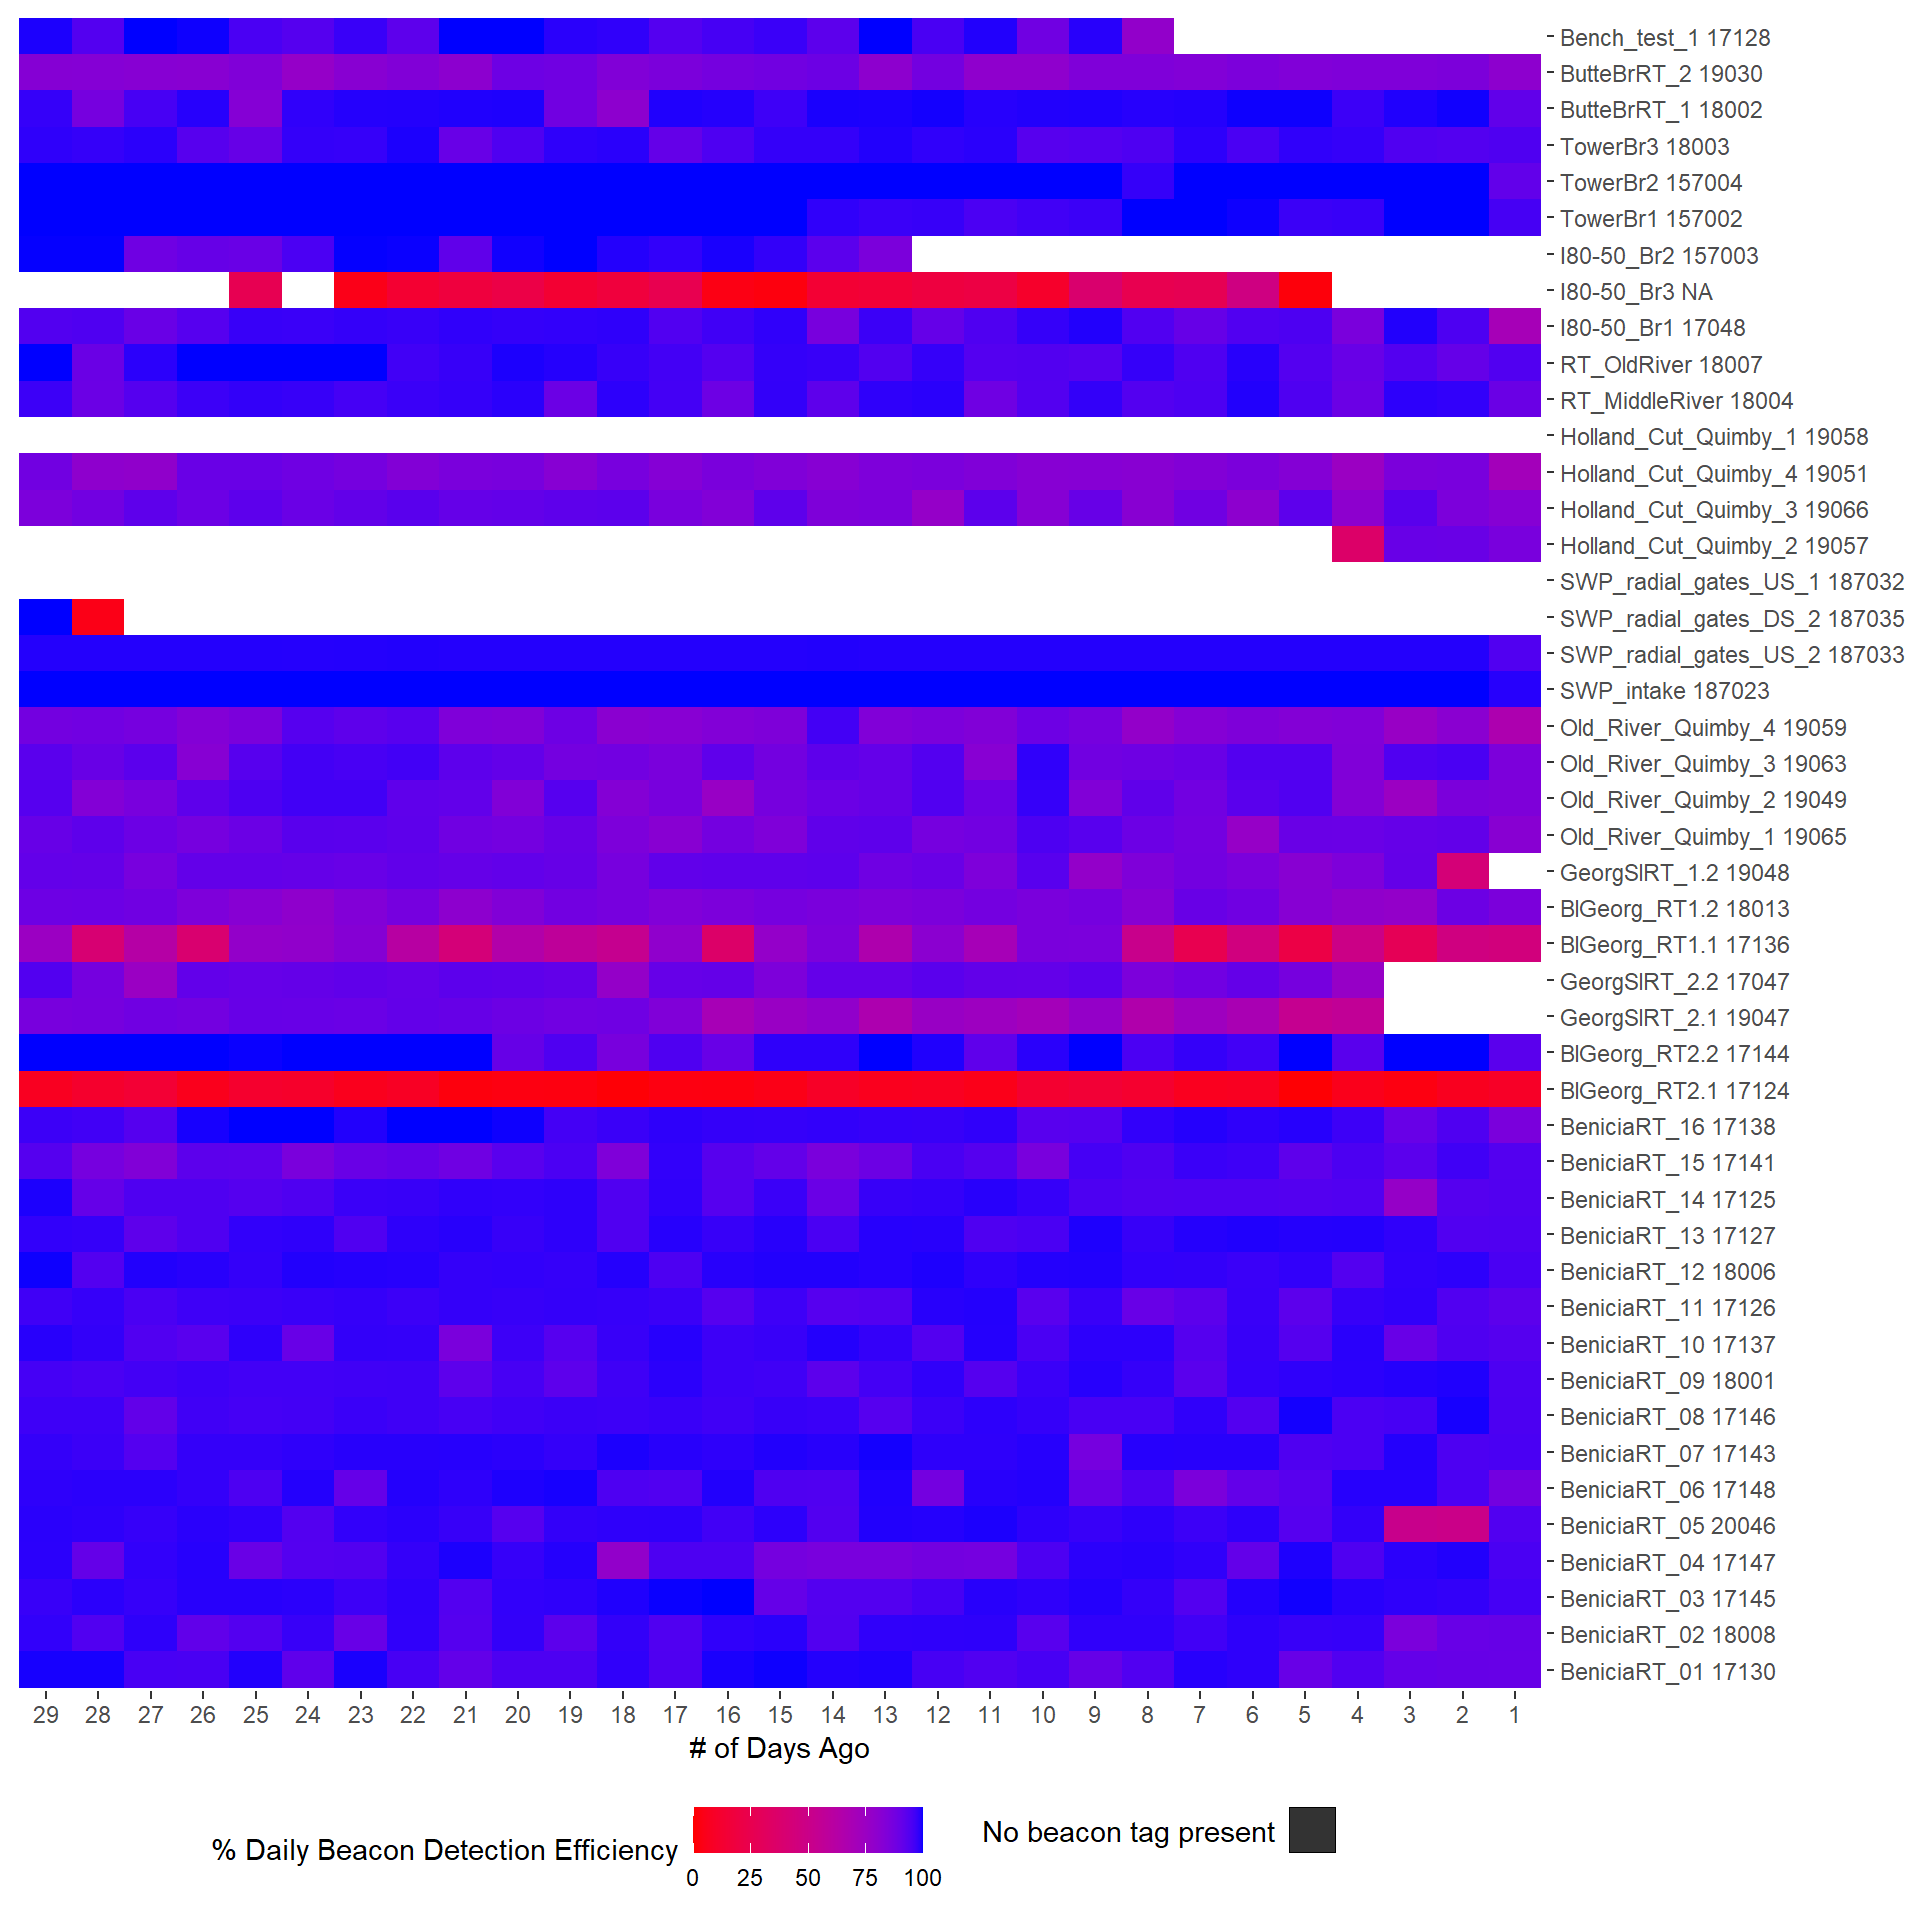 Bench_test_1 17128
ButteBrRT_2 19030
ButteBrRT_1 18002
TowerBr3 18003
TowerBr2 157004
TowerBr1 157002
I80-50_Br2 157003
I80-50_Br3 NA
I80-50_Br1 17048
RT_OldRiver 18007
RT_MiddleRiver 18004
Holland_Cut_Quimby_1 19058
Holland_Cut_Quimby_4 19051
Holland_Cut_Quimby_3 19066
Holland_Cut_Quimby_2 19057
SWP_radial_gates_US_1 187032
SWP_radial_gates_DS_2 187035
SWP_radial_gates_US_2 187033
SWP_intake 187023
Old_River_Quimby_4 19059
Old_River_Quimby_3 19063
Old_River_Quimby_2 19049
Old_River_Quimby_1 19065
GeorgSlRT_1.2 19048
BlGeorg_RT1.2 18013
BlGeorg_RT1.1 17136
GeorgSlRT_2.2 17047
GeorgSlRT_2.1 19047
BlGeorg_RT2.2 17144
BlGeorg_RT2.1 17124
BeniciaRT_16 17138
BeniciaRT_15 17141
BeniciaRT_14 17125
BeniciaRT_13 17127
BeniciaRT_12 18006
BeniciaRT_11 17126
BeniciaRT_10 17137
BeniciaRT_09 18001
BeniciaRT_08 17146
BeniciaRT_07 17143
BeniciaRT_06 17148
BeniciaRT_05 20046
BeniciaRT_04 17147
BeniciaRT_03 17145
BeniciaRT_02 18008
BeniciaRT_01 17130
29 28 27 26 25 24 23 22 21 20 19 18 17 16 15 14 13 12 11 10 9 8 7 6 5 4 3 2 1
# of Days Ago
% Daily Beacon Detection Efficiency
0 25 50 75 100
No beacon tag present